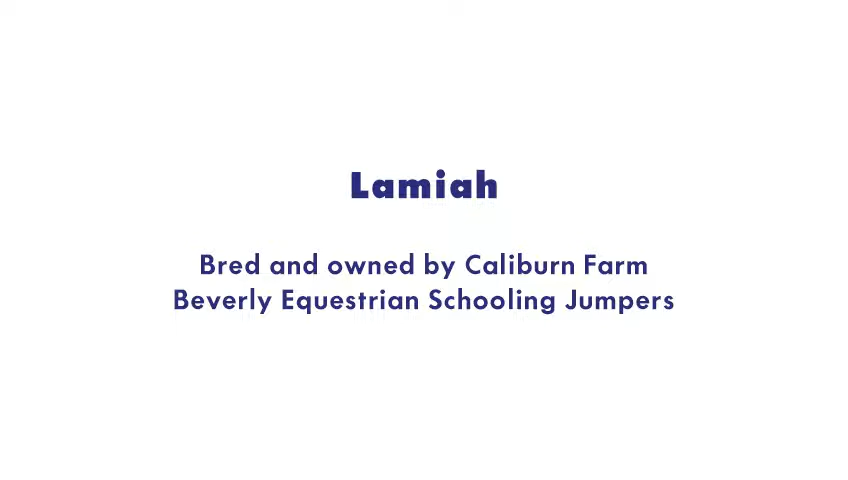 Lamiah
Bred and owned by Caliburn Farm
Beverly Equestrian Schooling Jumpers